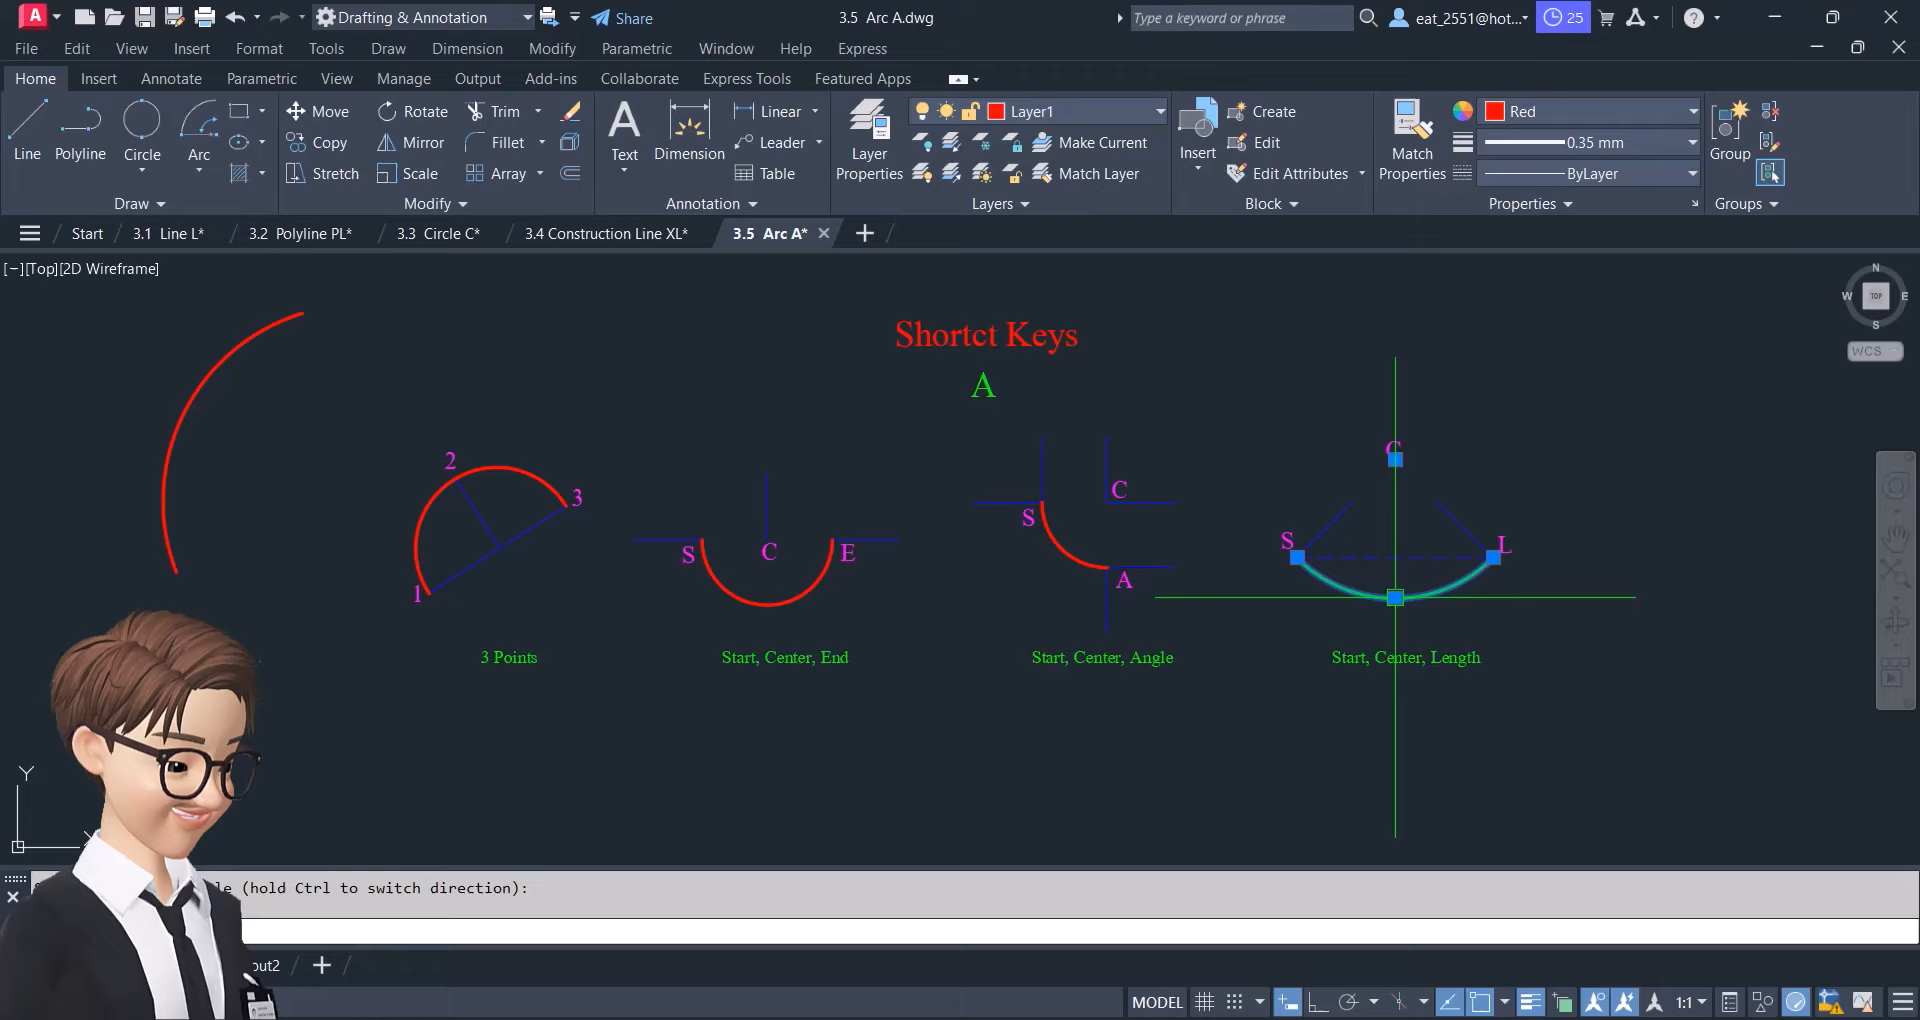 A
Drafting & Annotation
Share
3.5 Arc A.dwg
Type a keyword or phrase
eat_2551@hot...
25
File Edit View Insert Format Tools Draw Dimension Modify Parametric Window Help Express
Home Insert Annotate Parametric View Manage Output Add-ins Collaborate Express Tools Featured Apps
Line
Polyline
Circle
Arc
Draw
Move Rotate Trim
Copy Mirror Fillet
Stretch Scale Array
Modify
Text
Dimension
Linear
Leader
Table
Annotation
Layer
Properties
Layer1
Make Current
Match Layer
Layers
Insert
Create
Edit
Edit Attributes
Block
Match
Properties
Red
0.35 mm
ByLayer
Properties
Group
Groups
Start 3.1 Line L* 3.2 Polyline PL* 3.3 Circle C* 3.4 Construction Line XL* 3.5 Arc A*
[−][Top][2D Wireframe]
N
W TOP E
S
WCS
Shortct Keys
A
2
3
1
S C E
C
S
A
C
S L
3 Points
Start, Center, End
Start, Center, Angle
Start, Center, Length
Y
(hold Ctrl to switch direction):
MODEL
1:1